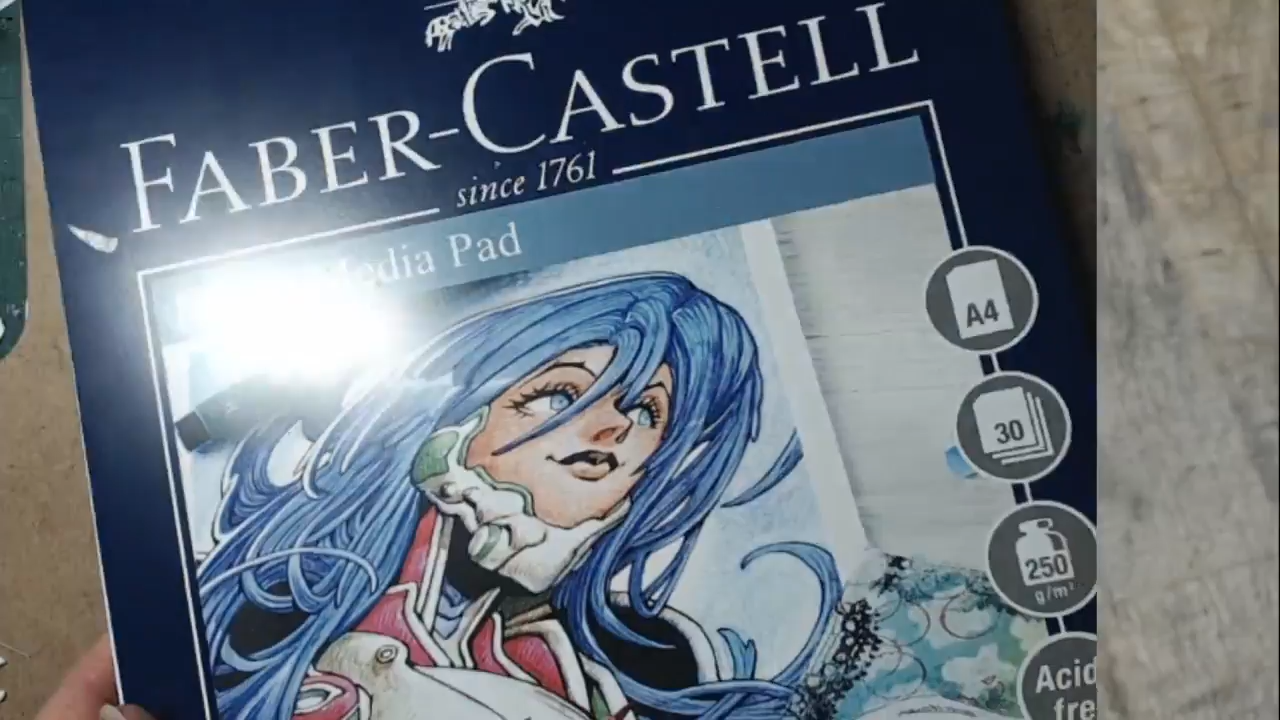 FABER-CASTELL
since 1761
Media Pad
A4
30
250
g/m²
Acid
fre